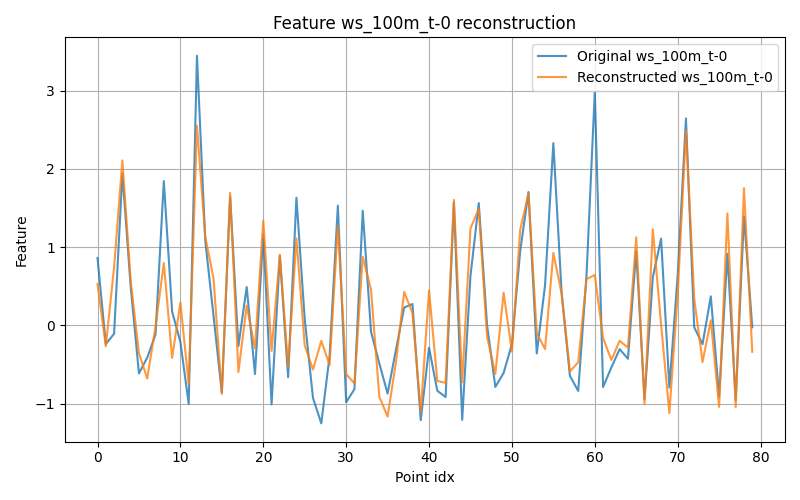 Feature ws_100m_t-0 reconstruction
Original ws_100m_t-0
Reconstructed ws_100m_t-0
Feature
3
2
1
0
−1
0 10 20 30 40 50 60 70 80
Point idx